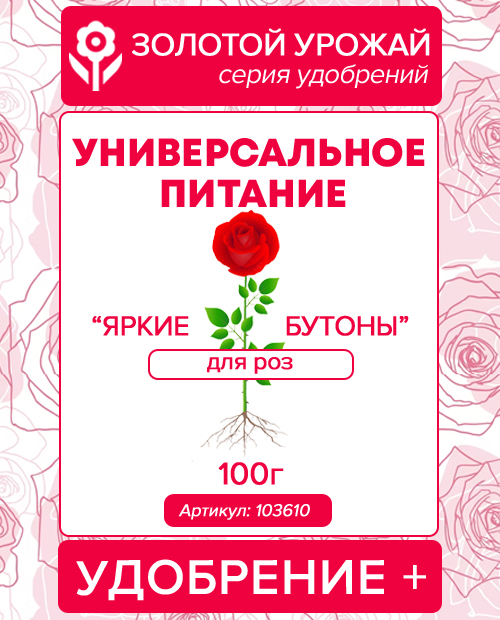 ЗОЛОТОЙ УРОЖАЙ
серия удобрений
УНИВЕРСАЛЬНОЕ
ПИТАНИЕ
“ЯРКИЕ БУТОНЫ”
для роз
100г
Артикул: 103610
УДОБРЕНИЕ +